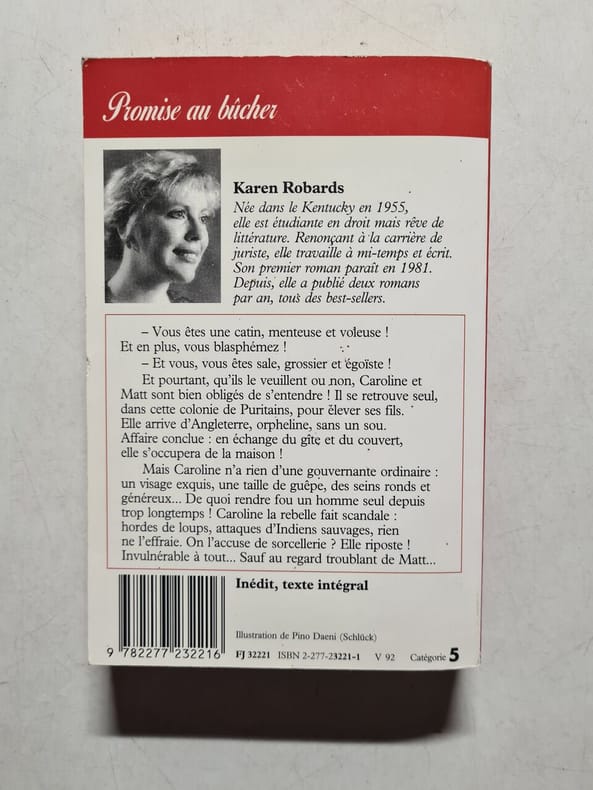 Promise au bûcher
Karen Robards
Née dans le Kentucky en 1955,
elle est étudiante en droit mais rêve de
littérature. Renonçant à la carrière de
juriste, elle travaille à mi-temps et écrit.
Son premier roman paraît en 1981.
Depuis, elle a publié deux romans
par an, tous des best-sellers.
– Vous êtes une catin, menteuse et voleuse !
Et en plus, vous blasphémez !
– Et vous, vous êtes sale, grossier et égoïste !
Et pourtant, qu'ils le veuillent ou non, Caroline et
Matt sont bien obligés de s'entendre ! Il se retrouve seul,
dans cette colonie de Puritains, pour élever ses fils.
Elle arrive d'Angleterre, orpheline, sans un sou.
Affaire conclue : en échange du gîte et du couvert,
elle s'occupera de la maison !
Mais Caroline n'a rien d'une gouvernante ordinaire :
un visage exquis, une taille de guêpe, des seins ronds et
généreux... De quoi rendre fou un homme seul depuis
trop longtemps ! Caroline la rebelle fait scandale :
hordes de loups, attaques d'Indiens sauvages, rien
ne l'effraie. On l'accuse de sorcellerie ? Elle riposte !
Invulnérable à tout... Sauf au regard troublant de Matt...
Inédit, texte intégral
Illustration de Pino Daeni (Schlück)
9 782277 232216
FJ 32221 ISBN 2-277-23221-1 V 92 Catégorie 5